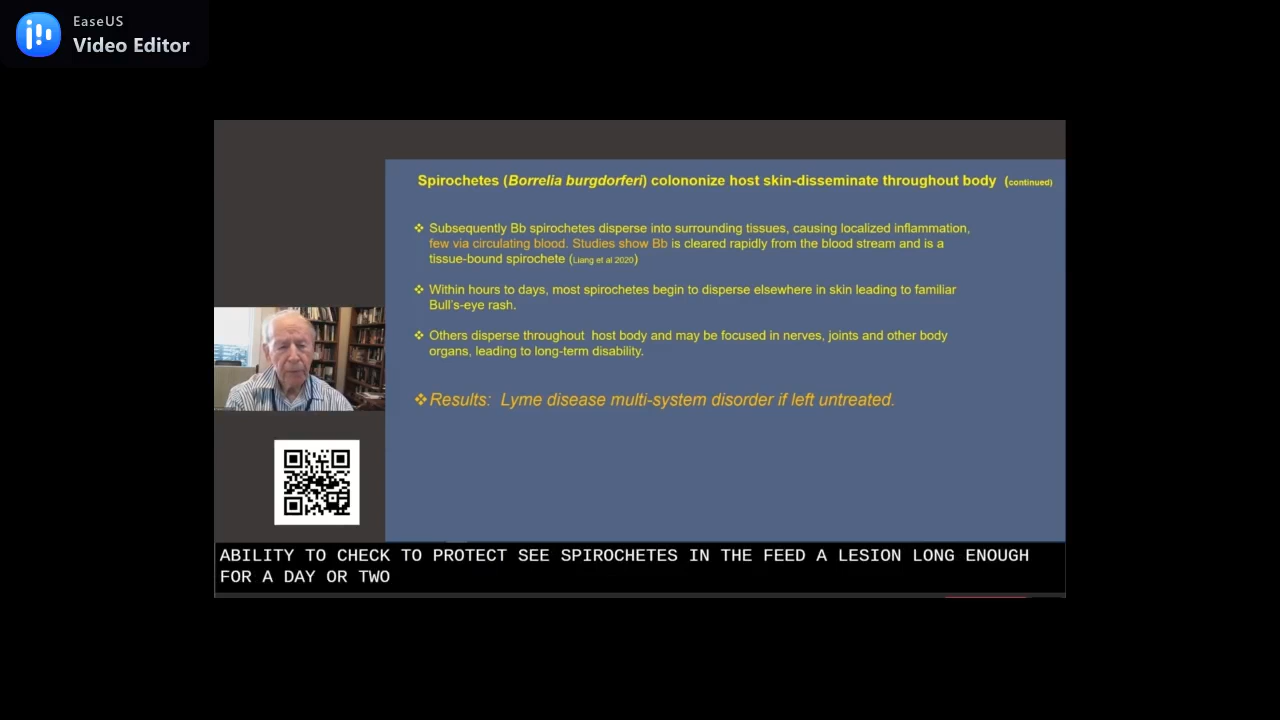 EaseUS
Video Editor
Spirochetes (Borrelia burgdorferi) colononize host skin-disseminate throughout body (continued)
❖ Subsequently Bb spirochetes disperse into surrounding tissues, causing localized inflammation,
few via circulating blood. Studies show Bb is cleared rapidly from the blood stream and is a
tissue-bound spirochete (Liang et al 2020)
❖ Within hours to days, most spirochetes begin to disperse elsewhere in skin leading to familiar
Bull's-eye rash.
❖ Others disperse throughout host body and may be focused in nerves, joints and other body
organs, leading to long-term disability.
❖Results: Lyme disease multi-system disorder if left untreated.
ABILITY TO CHECK TO PROTECT SEE SPIROCHETES IN THE FEED A LESION LONG ENOUGH
FOR A DAY OR TWO